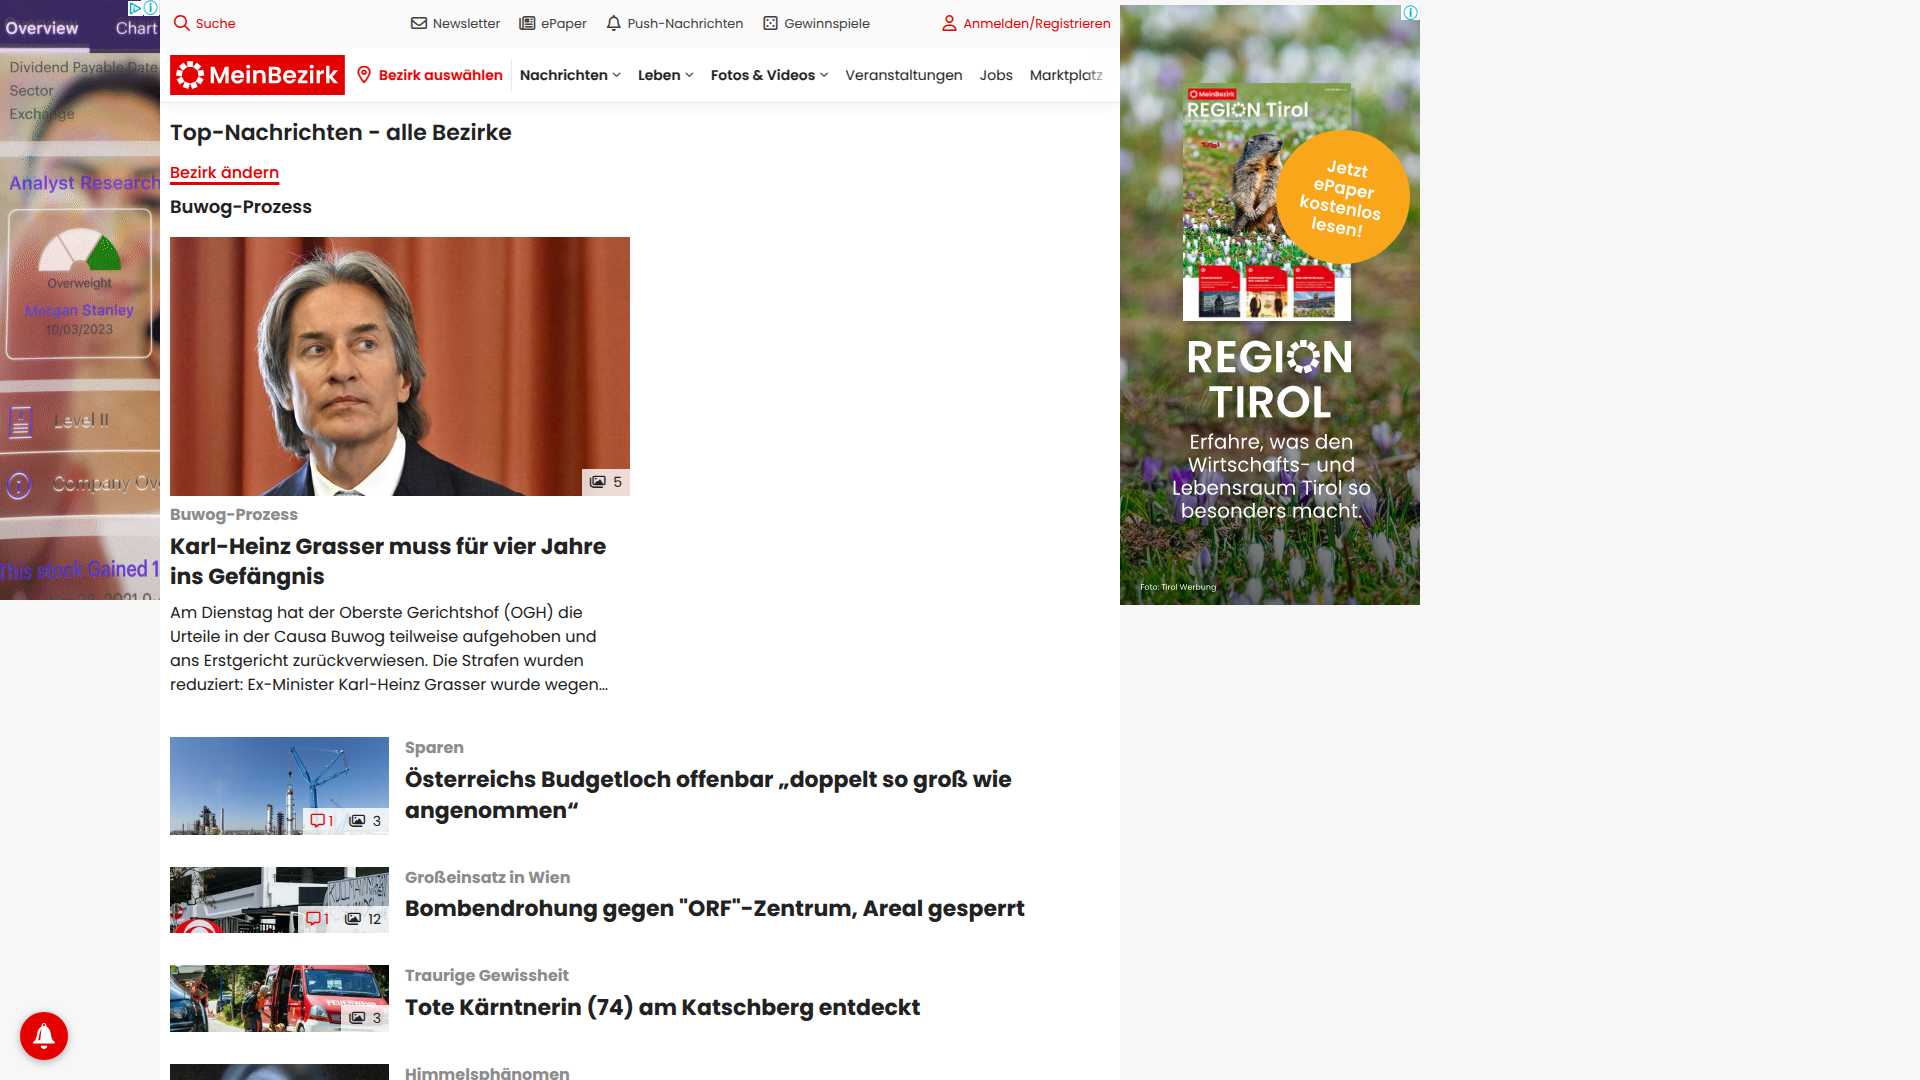 Suche
Newsletter
ePaper
Push-Nachrichten
Gewinnspiele
Anmelden/Registrieren
MeinBezirk
Bezirk auswählen
Nachrichten
Leben
Fotos & Videos
Veranstaltungen
Jobs
Marktplatz
Overview
Chart
Dividend Payable Date
Sector
Exchange
Analyst Research
Overweight
Morgan Stanley
10/03/2023
Level II
Company Ov
This stock Gained 1
Top-Nachrichten - alle Bezirke
Bezirk ändern
Buwog-Prozess
5
Buwog-Prozess
Karl-Heinz Grasser muss für vier Jahre
ins Gefängnis
Am Dienstag hat der Oberste Gerichtshof (OGH) die
Urteile in der Causa Buwog teilweise aufgehoben und
ans Erstgericht zurückverwiesen. Die Strafen wurden
reduziert: Ex-Minister Karl-Heinz Grasser wurde wegen...
1 3
Sparen
Österreichs Budgetloch offenbar „doppelt so groß wie
angenommen“
1 12
Großeinsatz in Wien
Bombendrohung gegen "ORF"-Zentrum, Areal gesperrt
FEUERWEHR
3
Traurige Gewissheit
Tote Kärntnerin (74) am Katschberg entdeckt
Himmelsphänomen
MeinBezirk
REGION Tirol
Tirol
Jetzt
ePaper
kostenlos
lesen!
REGION
TIROL
Erfahre, was den
Wirtschafts- und
Lebensraum Tirol so
besonders macht.
Foto: Tirol Werbung